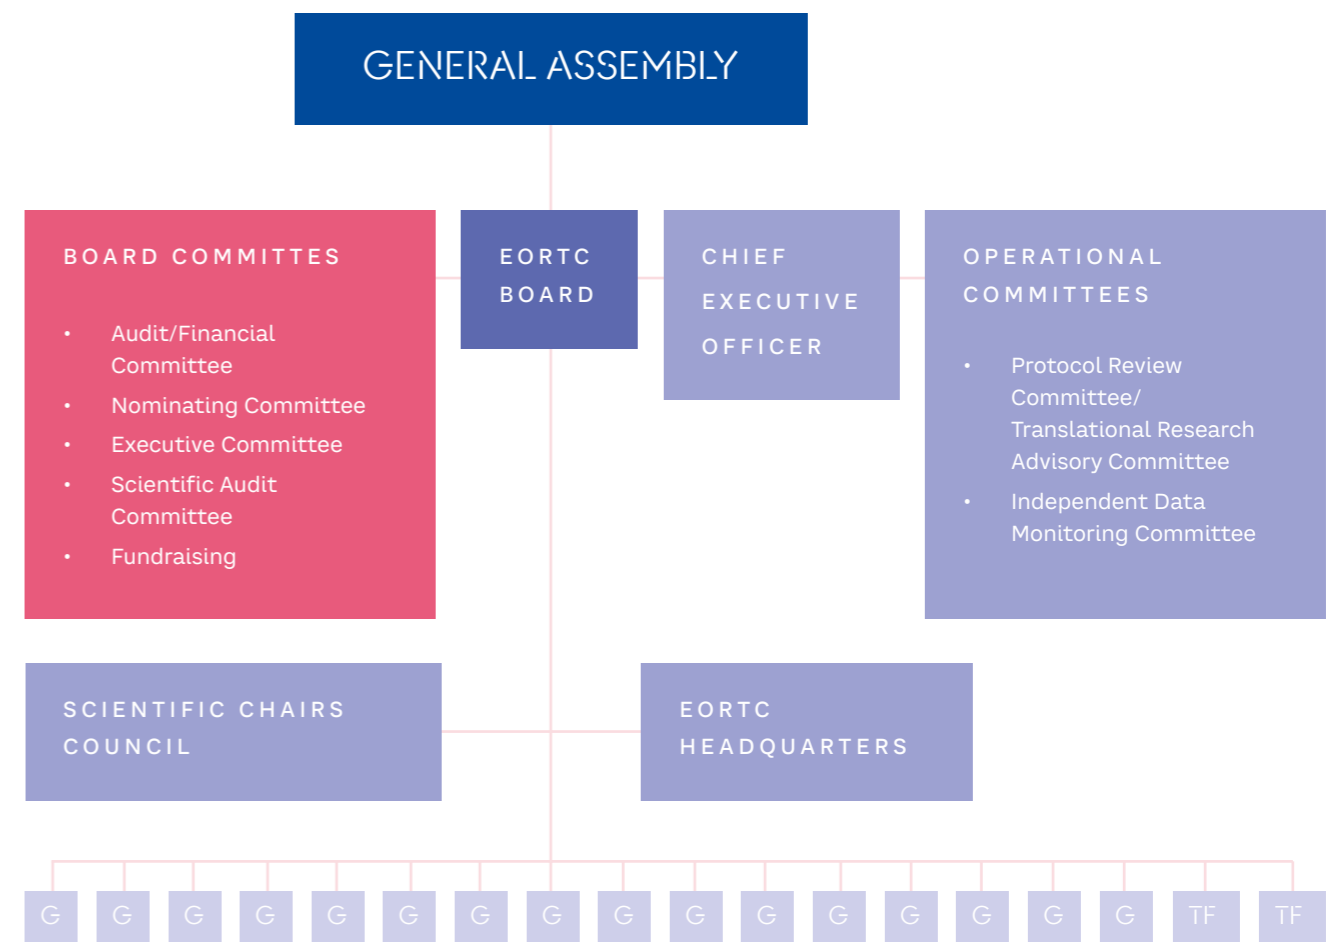 GENERAL ASSEMBLY
BOARD COMMITTES
• Audit/Financial
Committee
• Nominating Committee
• Executive Committee
• Scientific Audit
Committee
• Fundraising
EORTC
BOARD
CHIEF
EXECUTIVE
OFFICER
OPERATIONAL
COMMITTEES
• Protocol Review
Committee/
Translational Research
Advisory Committee
• Independent Data
Monitoring Committee
SCIENTIFIC CHAIRS
COUNCIL
EORTC
HEADQUARTERS
G G G G G G G G G G G G G G G G TF TF